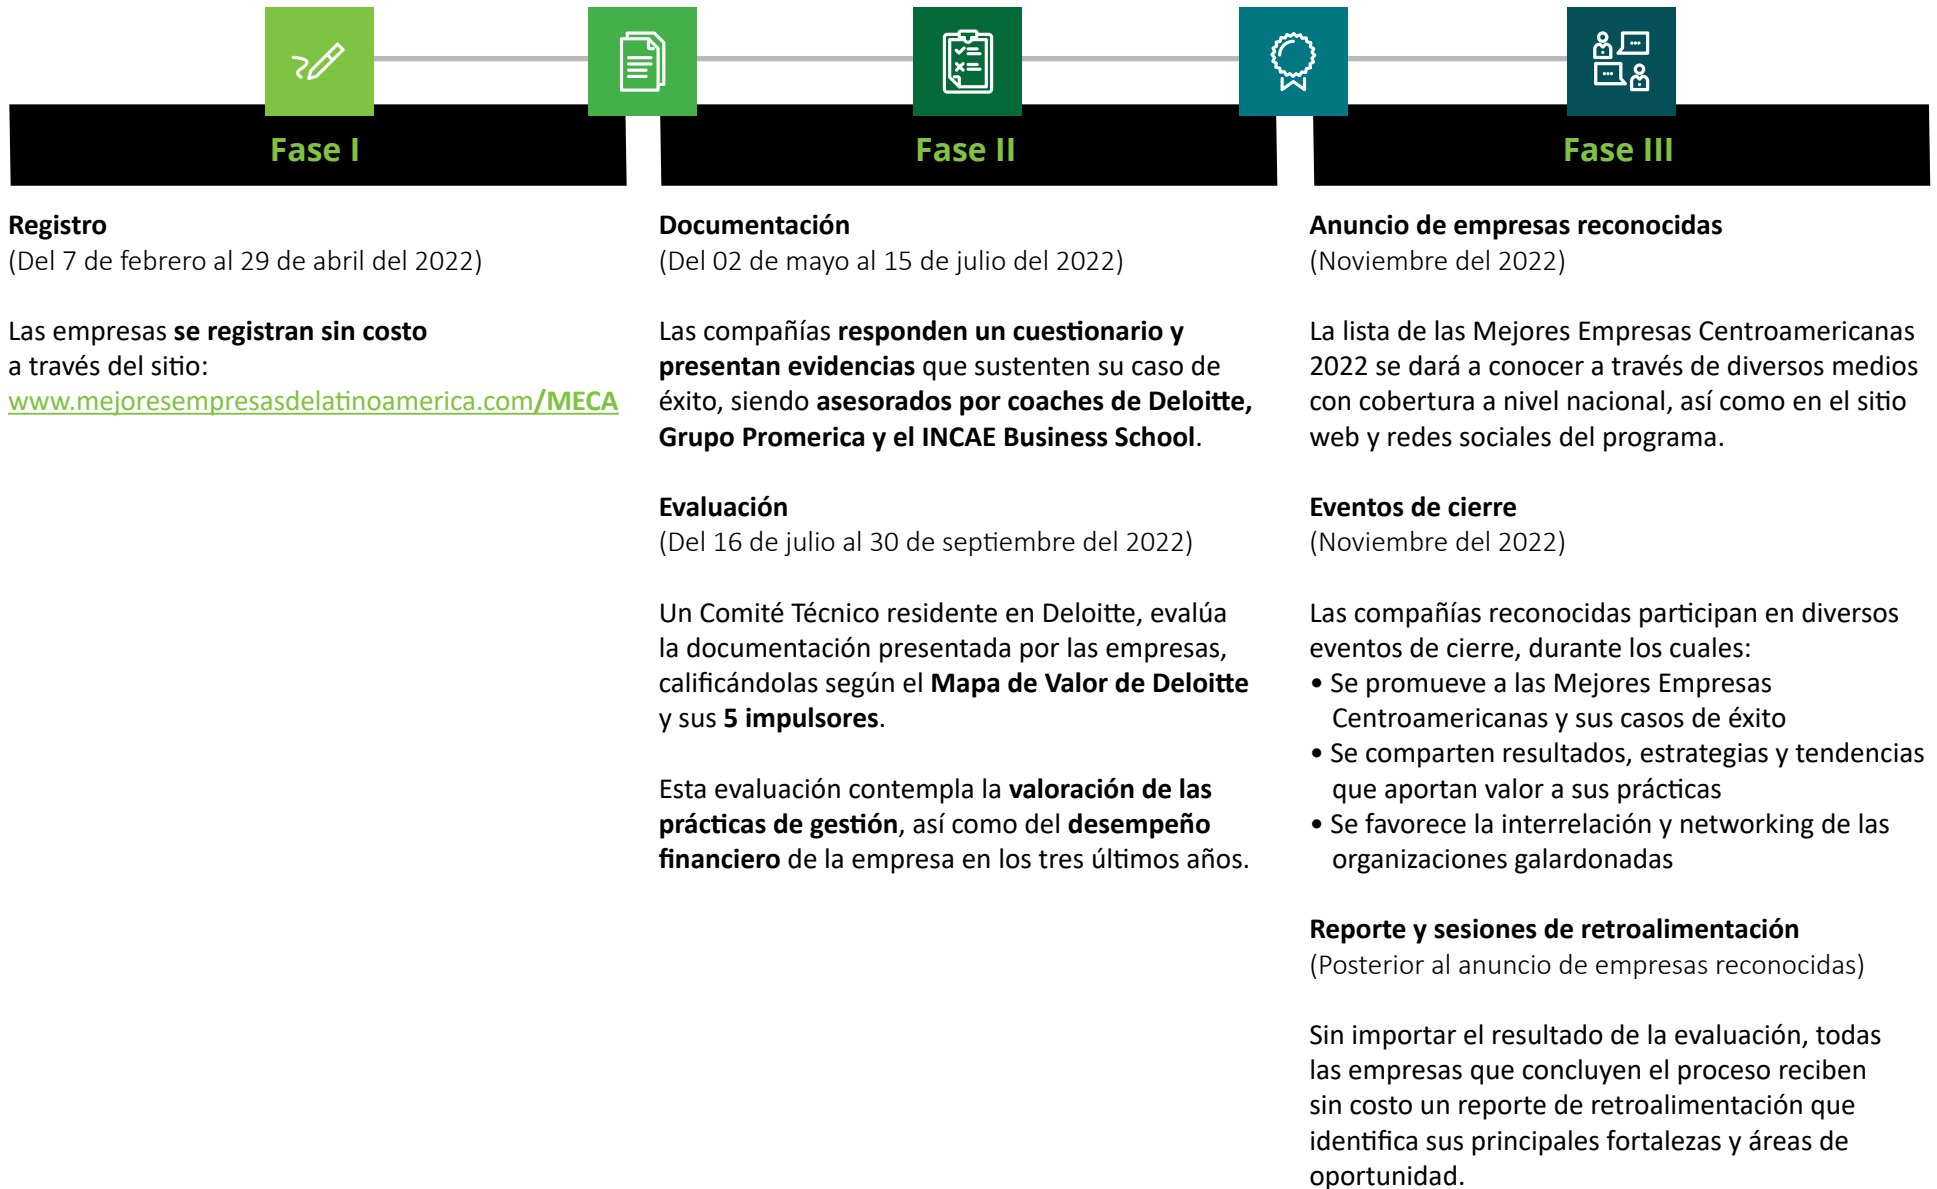 Fase I
Registro
(Del 7 de febrero al 29 de abril del 2022)
Las empresas se registran sin costo
a través del sitio:
www.mejoresempresasdelatinoamerica.com/MECA
Fase II
Documentación
(Del 02 de mayo al 15 de julio del 2022)
Las compañías responden un cuestionario y
presentan evidencias que sustenten su caso de
éxito, siendo asesorados por coaches de Deloitte,
Grupo Promerica y el INCAE Business School.
Evaluación
(Del 16 de julio al 30 de septiembre del 2022)
Un Comité Técnico residente en Deloitte, evalúa
la documentación presentada por las empresas,
calificándolas según el Mapa de Valor de Deloitte
y sus 5 impulsores.
Esta evaluación contempla la valoración de las
prácticas de gestión, así como del desempeño
financiero de la empresa en los tres últimos años.
Fase III
Anuncio de empresas reconocidas
(Noviembre del 2022)
La lista de las Mejores Empresas Centroamericanas
2022 se dará a conocer a través de diversos medios
con cobertura a nivel nacional, así como en el sitio
web y redes sociales del programa.
Eventos de cierre
(Noviembre del 2022)
Las compañías reconocidas participan en diversos
eventos de cierre, durante los cuales:
• Se promueve a las Mejores Empresas
Centroamericanas y sus casos de éxito
• Se comparten resultados, estrategias y tendencias
que aportan valor a sus prácticas
• Se favorece la interrelación y networking de las
organizaciones galardonadas
Reporte y sesiones de retroalimentación
(Posterior al anuncio de empresas reconocidas)
Sin importar el resultado de la evaluación, todas
las empresas que concluyen el proceso reciben
sin costo un reporte de retroalimentación que
identifica sus principales fortalezas y áreas de
oportunidad.